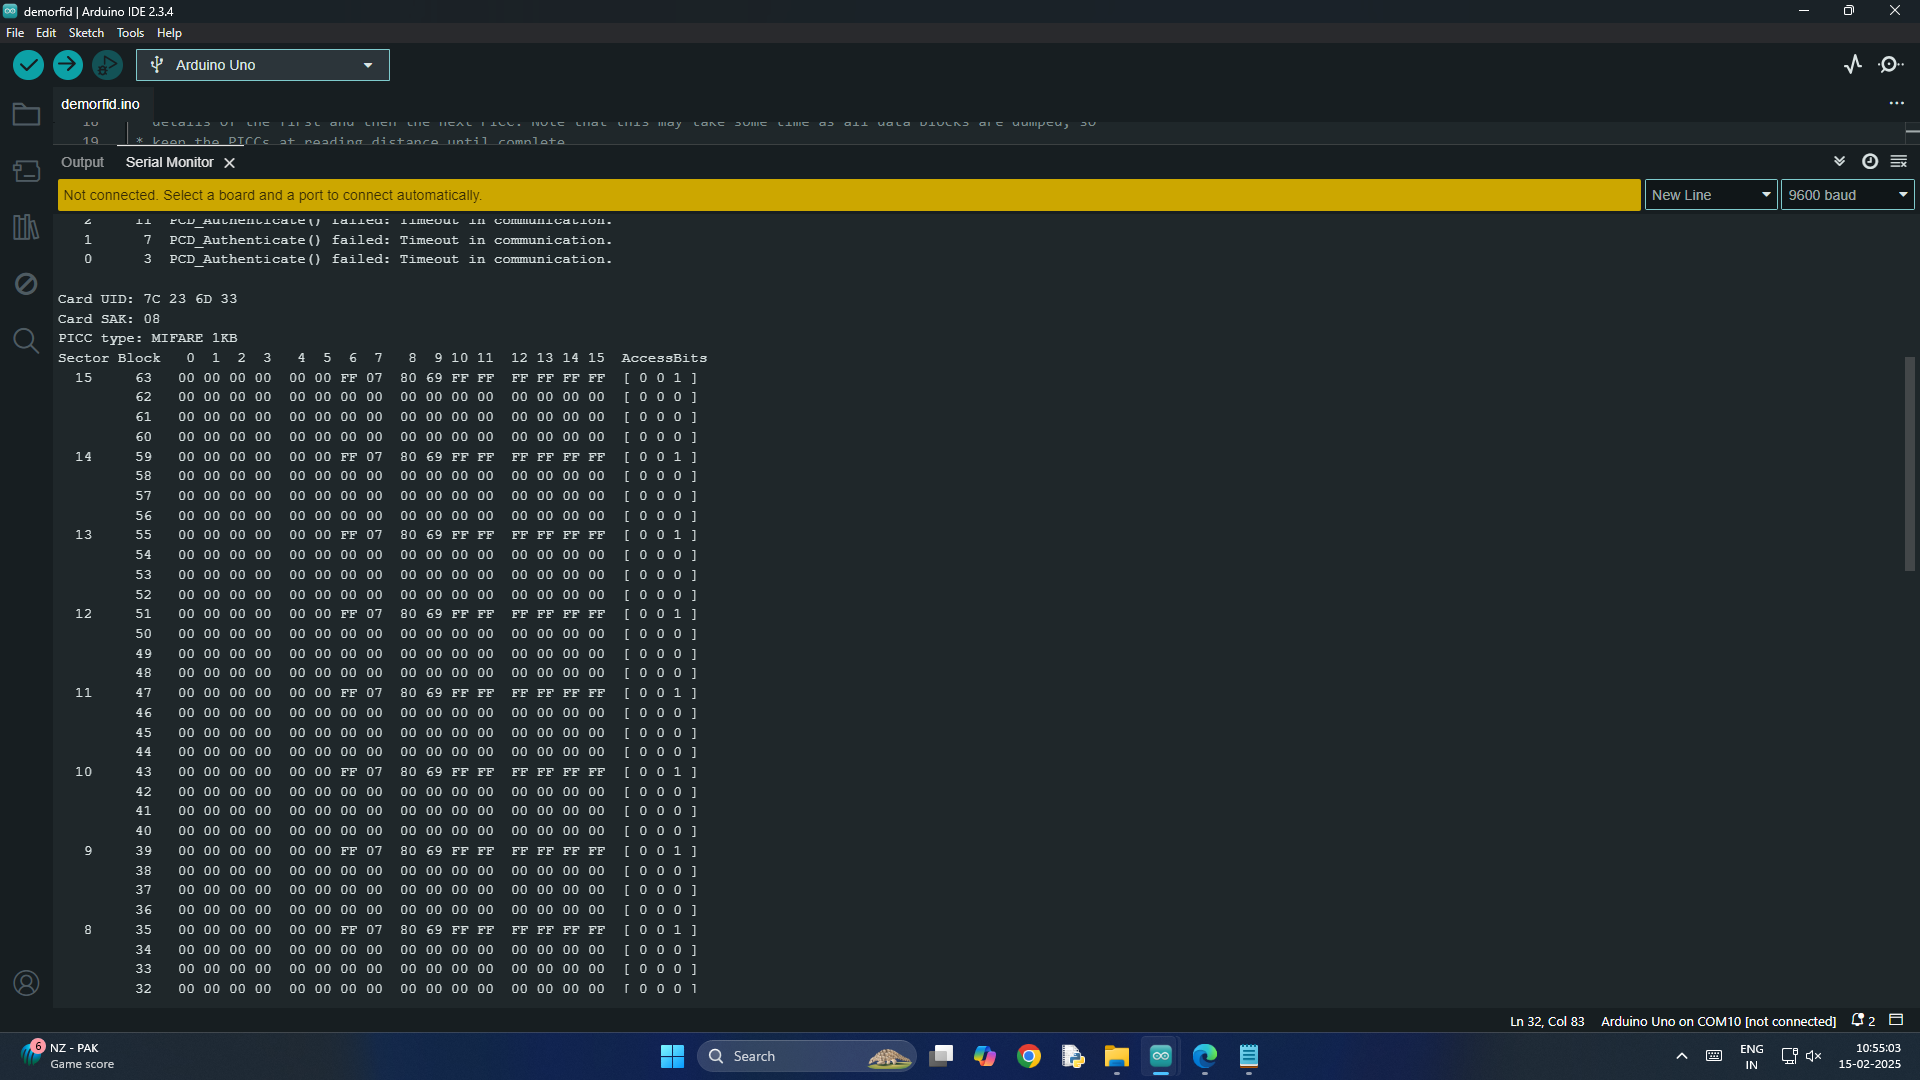 demorfid | Arduino IDE 2.3.4
File Edit Sketch Tools Help
Arduino Uno
demorfid.ino
18 details of the first and then the next PICC. Note that this may take some time as all data blocks are dumped, so
19 * keep the PICCs at reading distance until complete.
Output Serial Monitor
Not connected. Select a board and a port to connect automatically.
New Line
9600 baud
2 11 PCD_Authenticate() failed: Timeout in communication.
1 7 PCD_Authenticate() failed: Timeout in communication.
0 3 PCD_Authenticate() failed: Timeout in communication.
Card UID: 7C 23 6D 33
Card SAK: 08
PICC type: MIFARE 1KB
Sector Block 0 1 2 3 4 5 6 7 8 9 10 11 12 13 14 15 AccessBits
15 63 00 00 00 00 00 00 FF 07 80 69 FF FF FF FF FF FF [ 0 0 1 ]
62 00 00 00 00 00 00 00 00 00 00 00 00 00 00 00 00 [ 0 0 0 ]
61 00 00 00 00 00 00 00 00 00 00 00 00 00 00 00 00 [ 0 0 0 ]
60 00 00 00 00 00 00 00 00 00 00 00 00 00 00 00 00 [ 0 0 0 ]
14 59 00 00 00 00 00 00 FF 07 80 69 FF FF FF FF FF FF [ 0 0 1 ]
58 00 00 00 00 00 00 00 00 00 00 00 00 00 00 00 00 [ 0 0 0 ]
57 00 00 00 00 00 00 00 00 00 00 00 00 00 00 00 00 [ 0 0 0 ]
56 00 00 00 00 00 00 00 00 00 00 00 00 00 00 00 00 [ 0 0 0 ]
13 55 00 00 00 00 00 00 FF 07 80 69 FF FF FF FF FF FF [ 0 0 1 ]
54 00 00 00 00 00 00 00 00 00 00 00 00 00 00 00 00 [ 0 0 0 ]
53 00 00 00 00 00 00 00 00 00 00 00 00 00 00 00 00 [ 0 0 0 ]
52 00 00 00 00 00 00 00 00 00 00 00 00 00 00 00 00 [ 0 0 0 ]
12 51 00 00 00 00 00 00 FF 07 80 69 FF FF FF FF FF FF [ 0 0 1 ]
50 00 00 00 00 00 00 00 00 00 00 00 00 00 00 00 00 [ 0 0 0 ]
49 00 00 00 00 00 00 00 00 00 00 00 00 00 00 00 00 [ 0 0 0 ]
48 00 00 00 00 00 00 00 00 00 00 00 00 00 00 00 00 [ 0 0 0 ]
11 47 00 00 00 00 00 00 FF 07 80 69 FF FF FF FF FF FF [ 0 0 1 ]
46 00 00 00 00 00 00 00 00 00 00 00 00 00 00 00 00 [ 0 0 0 ]
45 00 00 00 00 00 00 00 00 00 00 00 00 00 00 00 00 [ 0 0 0 ]
44 00 00 00 00 00 00 00 00 00 00 00 00 00 00 00 00 [ 0 0 0 ]
10 43 00 00 00 00 00 00 FF 07 80 69 FF FF FF FF FF FF [ 0 0 1 ]
42 00 00 00 00 00 00 00 00 00 00 00 00 00 00 00 00 [ 0 0 0 ]
41 00 00 00 00 00 00 00 00 00 00 00 00 00 00 00 00 [ 0 0 0 ]
40 00 00 00 00 00 00 00 00 00 00 00 00 00 00 00 00 [ 0 0 0 ]
9 39 00 00 00 00 00 00 FF 07 80 69 FF FF FF FF FF FF [ 0 0 1 ]
38 00 00 00 00 00 00 00 00 00 00 00 00 00 00 00 00 [ 0 0 0 ]
37 00 00 00 00 00 00 00 00 00 00 00 00 00 00 00 00 [ 0 0 0 ]
36 00 00 00 00 00 00 00 00 00 00 00 00 00 00 00 00 [ 0 0 0 ]
8 35 00 00 00 00 00 00 FF 07 80 69 FF FF FF FF FF FF [ 0 0 1 ]
34 00 00 00 00 00 00 00 00 00 00 00 00 00 00 00 00 [ 0 0 0 ]
33 00 00 00 00 00 00 00 00 00 00 00 00 00 00 00 00 [ 0 0 0 ]
32 00 00 00 00 00 00 00 00 00 00 00 00 00 00 00 00 [ 0 0 0 ]
Ln 32, Col 83 Arduino Uno on COM10 [not connected] 2
6
NZ - PAK
Game score
Search
ENG
IN
10:55:03
15-02-2025